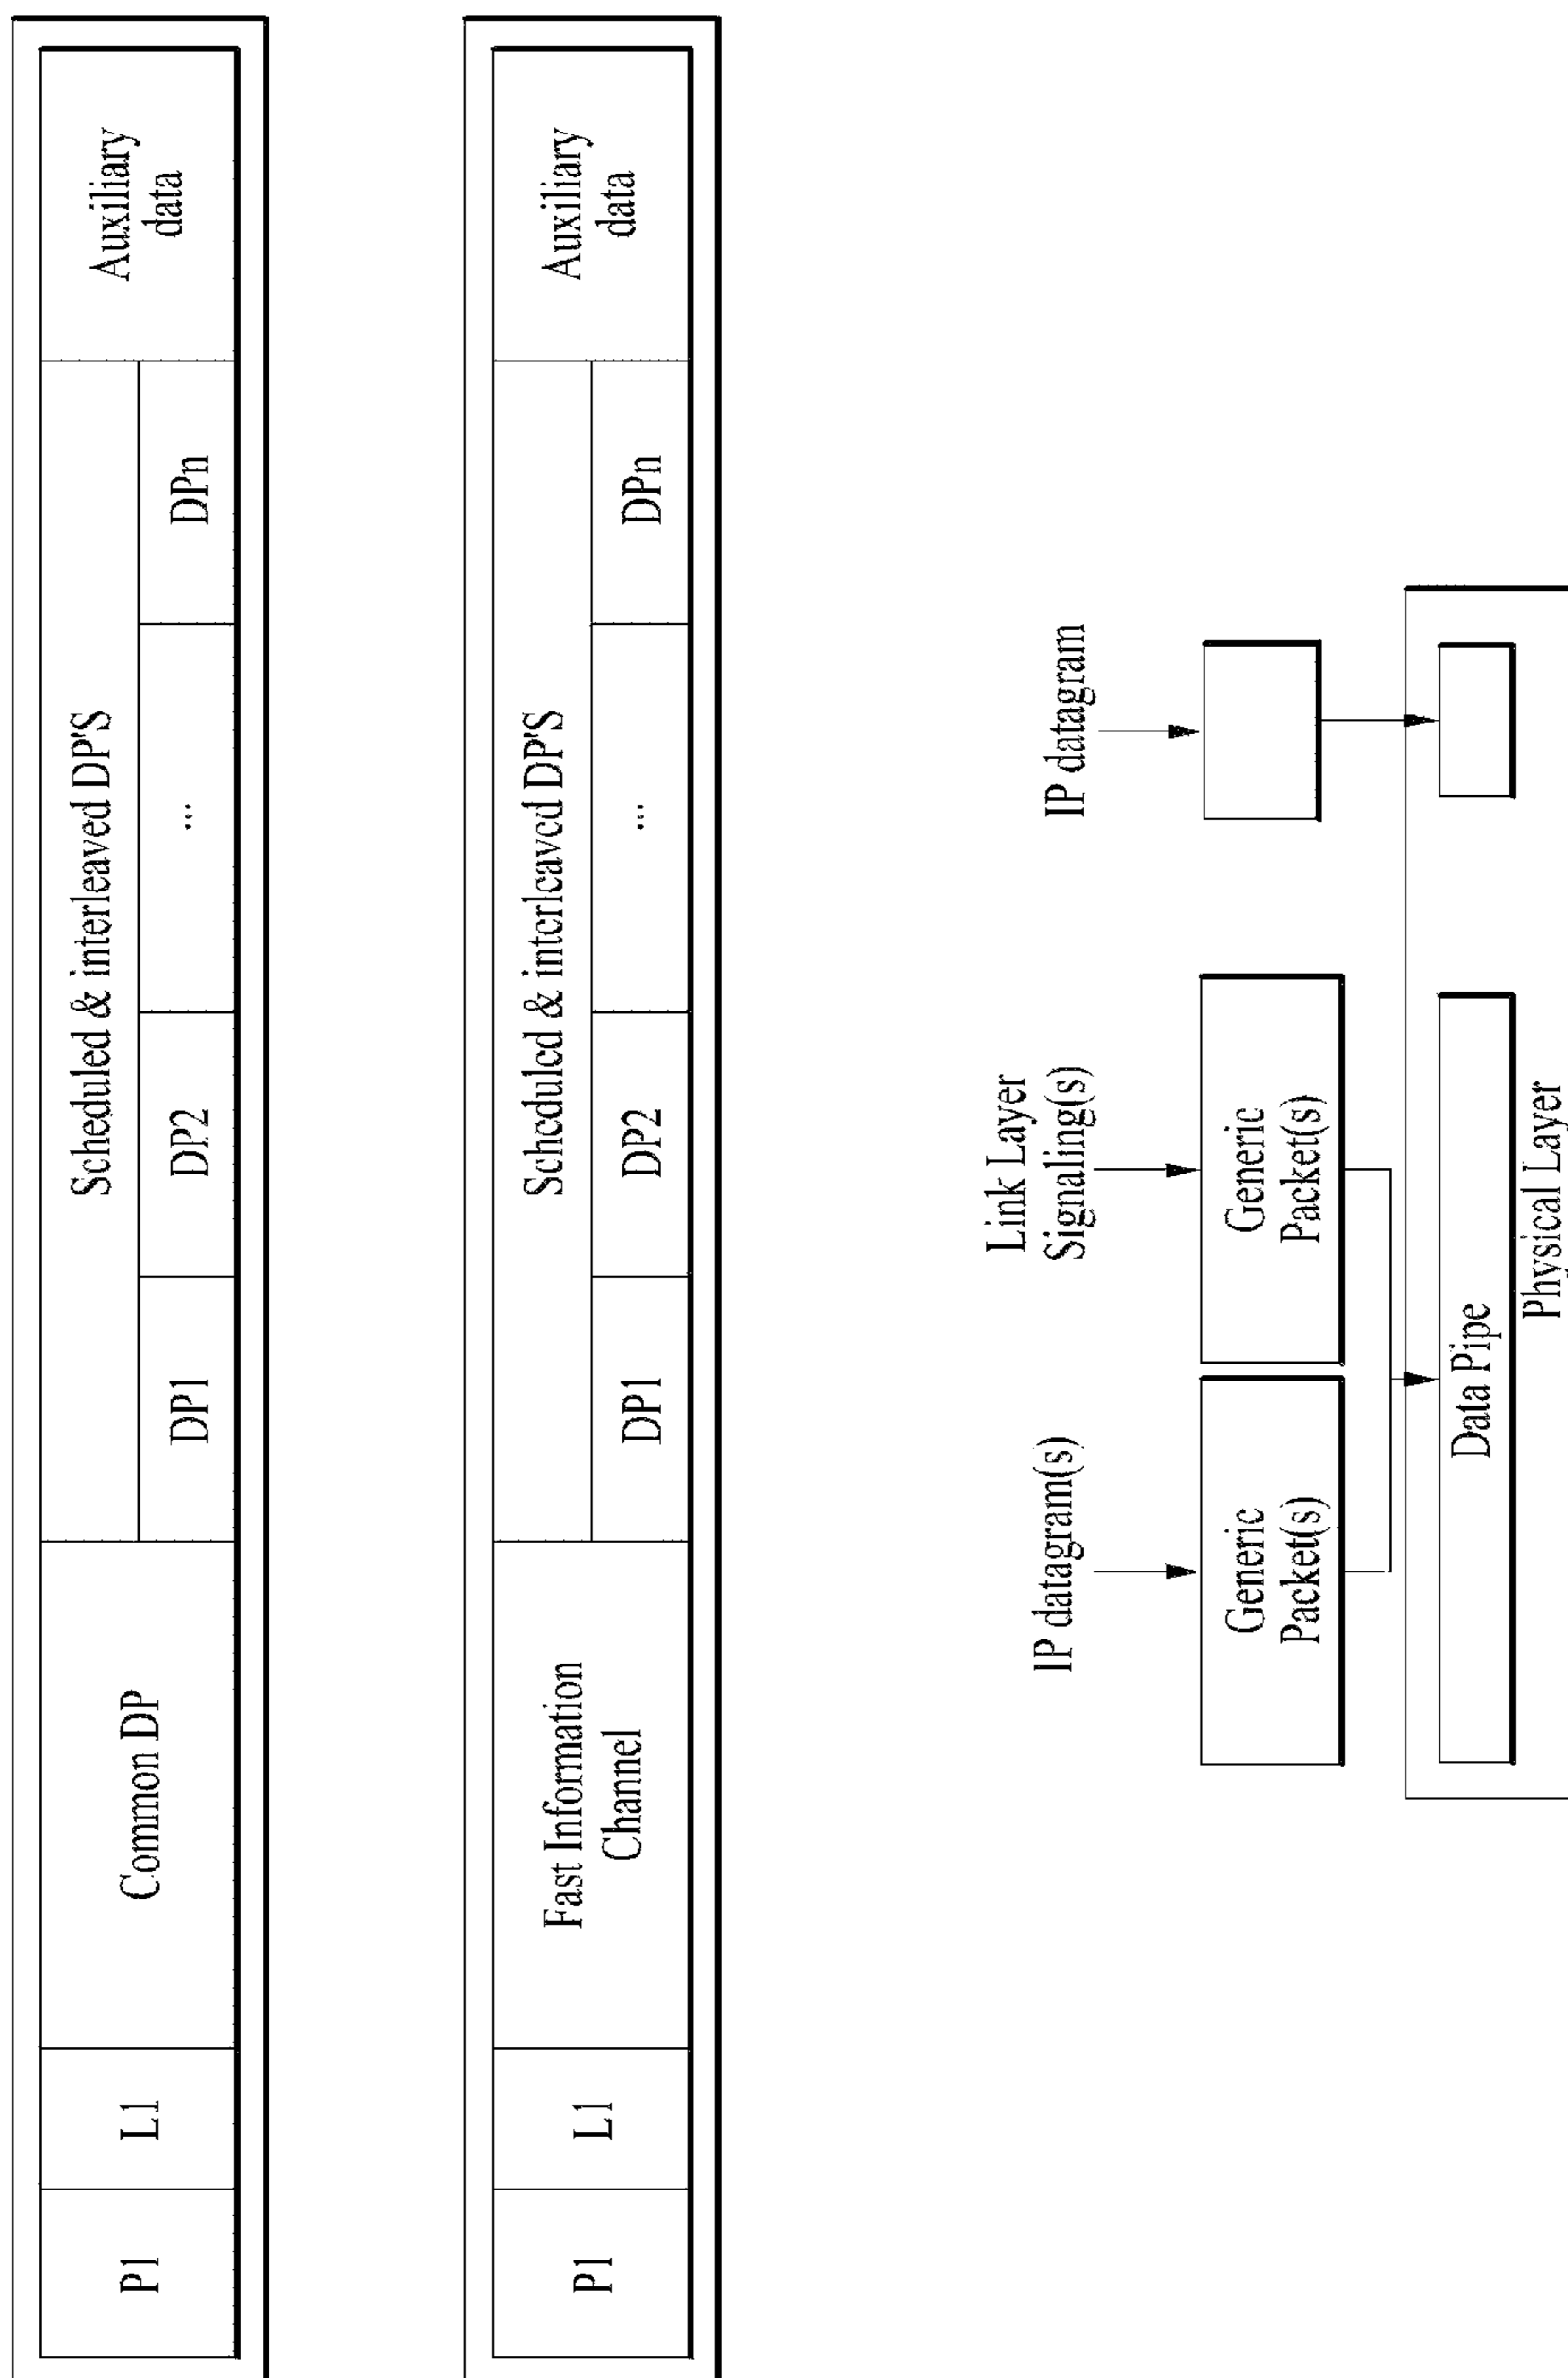 P1
L1
Common DP
Scheduled & interleaved DP'S
DP1
DP2
...
DPn
Auxiliary
data
P1
L1
Fast Information
Channel
Scheduled & interleaved DP'S
DP1
DP2
...
DPn
Auxiliary
data
IP datagram(s)
Link Layer
Signaling(s)
IP datagram
Generic
Packet(s)
Generic
Packet(s)
Data Pipe
Physical Layer